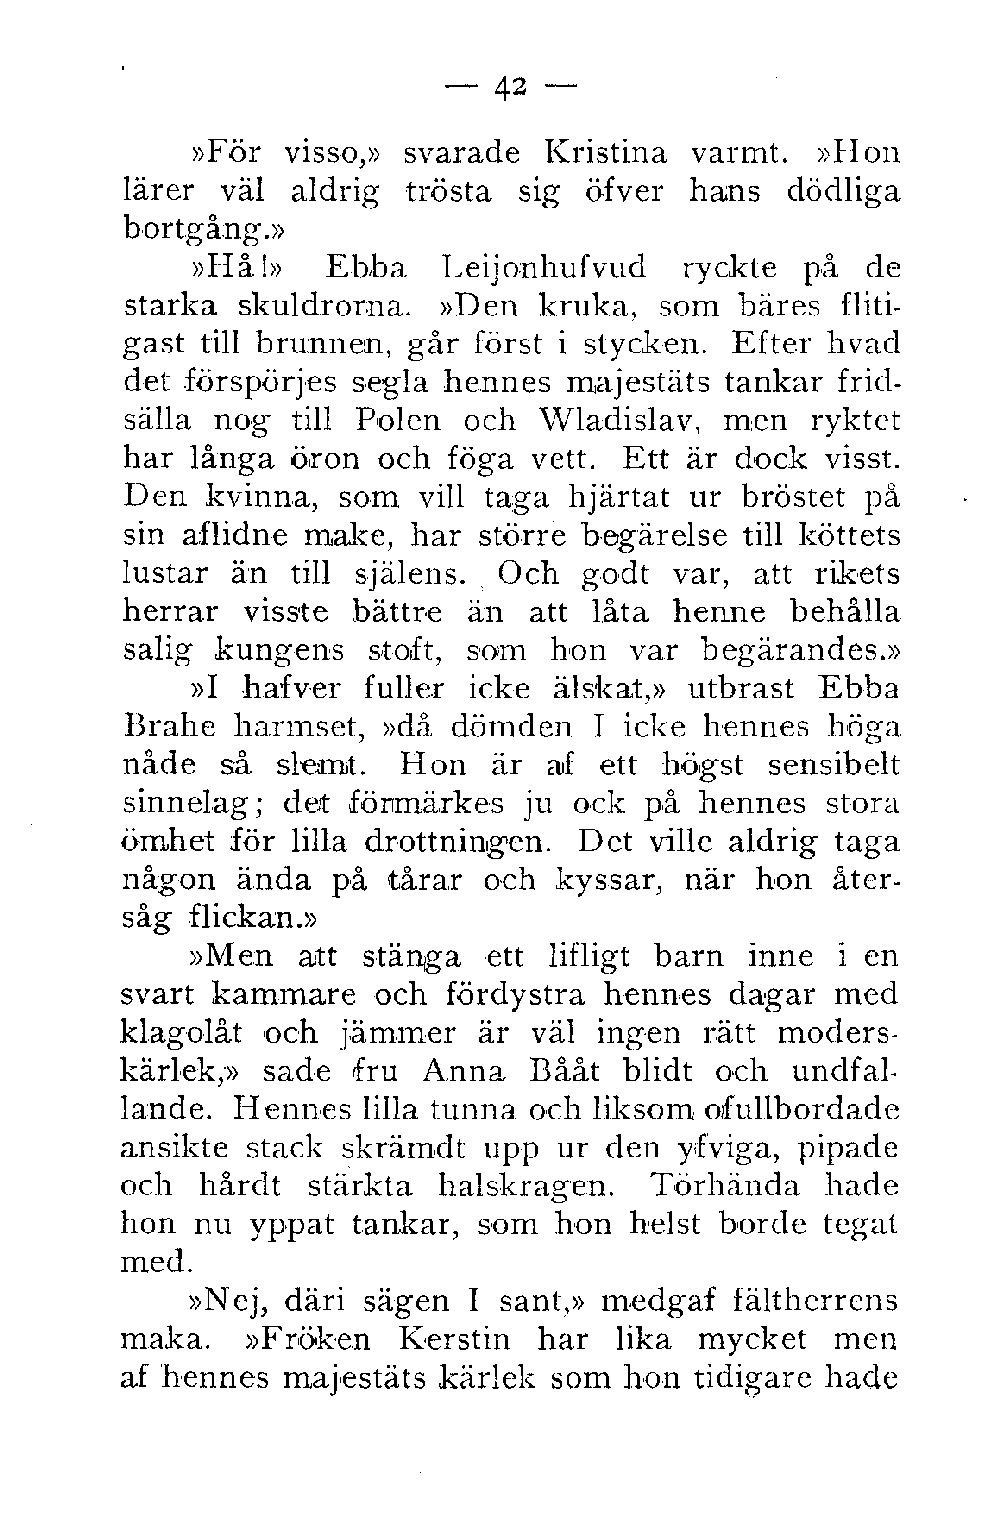 — 42 —
»För visso,» svarade Kristina varmt. »Hon
lärer väl aldrig trösta sig öfver hans dödliga
bortgång.»
»Hå!» Ebba Leijonhufvud ryckte på de
starka skuldrorna. »Den kruka, som bäres fliti-
gast till brunnen, går först i stycken. Efter hvad
det förspörjes segla hennes majestäts tankar frid-
sälla nog till Polen och Wladislav, men ryktet
har långa öron och föga vett. Ett är dock visst.
Den kvinna, som vill taga hjärtat ur bröstet på
sin aflidne make, har större begärelse till köttets
lustar än till själens. Och godt var, att rikets
herrar visste bättre än att låta henne behålla
salig kungens stoft, som hon var begärandes.»
»I hafver fuller icke älskat,» utbrast Ebba
Brahe harmset, »då dömden I icke hennes höga
nåde så slemt. Hon är af ett högst sensibelt
sinnelag; det förmärkes ju ock på hennes stora
ömhet för lilla drottningen. Det ville aldrig taga
någon ända på tårar och kyssar, när hon åter-
såg flickan.»
»Men att stänga ett lifligt barn inne i en
svart kammare och fördystra hennes dagar med
klagolåt och jämmer är väl ingen rätt moders-
kärlek,» sade fru Anna Bååt blidt och undfal-
lande. Hennes lilla tunna och liksom ofullbordade
ansikte stack skrämdt upp ur den yfviga, pipade
och hårdt stärkta halskragen. Törhända hade
hon nu yppat tankar, som hon helst borde tegat
med.
»Nej, däri sägen I sant,» medgaf fältherrens
maka. »Fröken Kerstin har lika mycket men
af hennes majestäts kärlek som hon tidigare hade